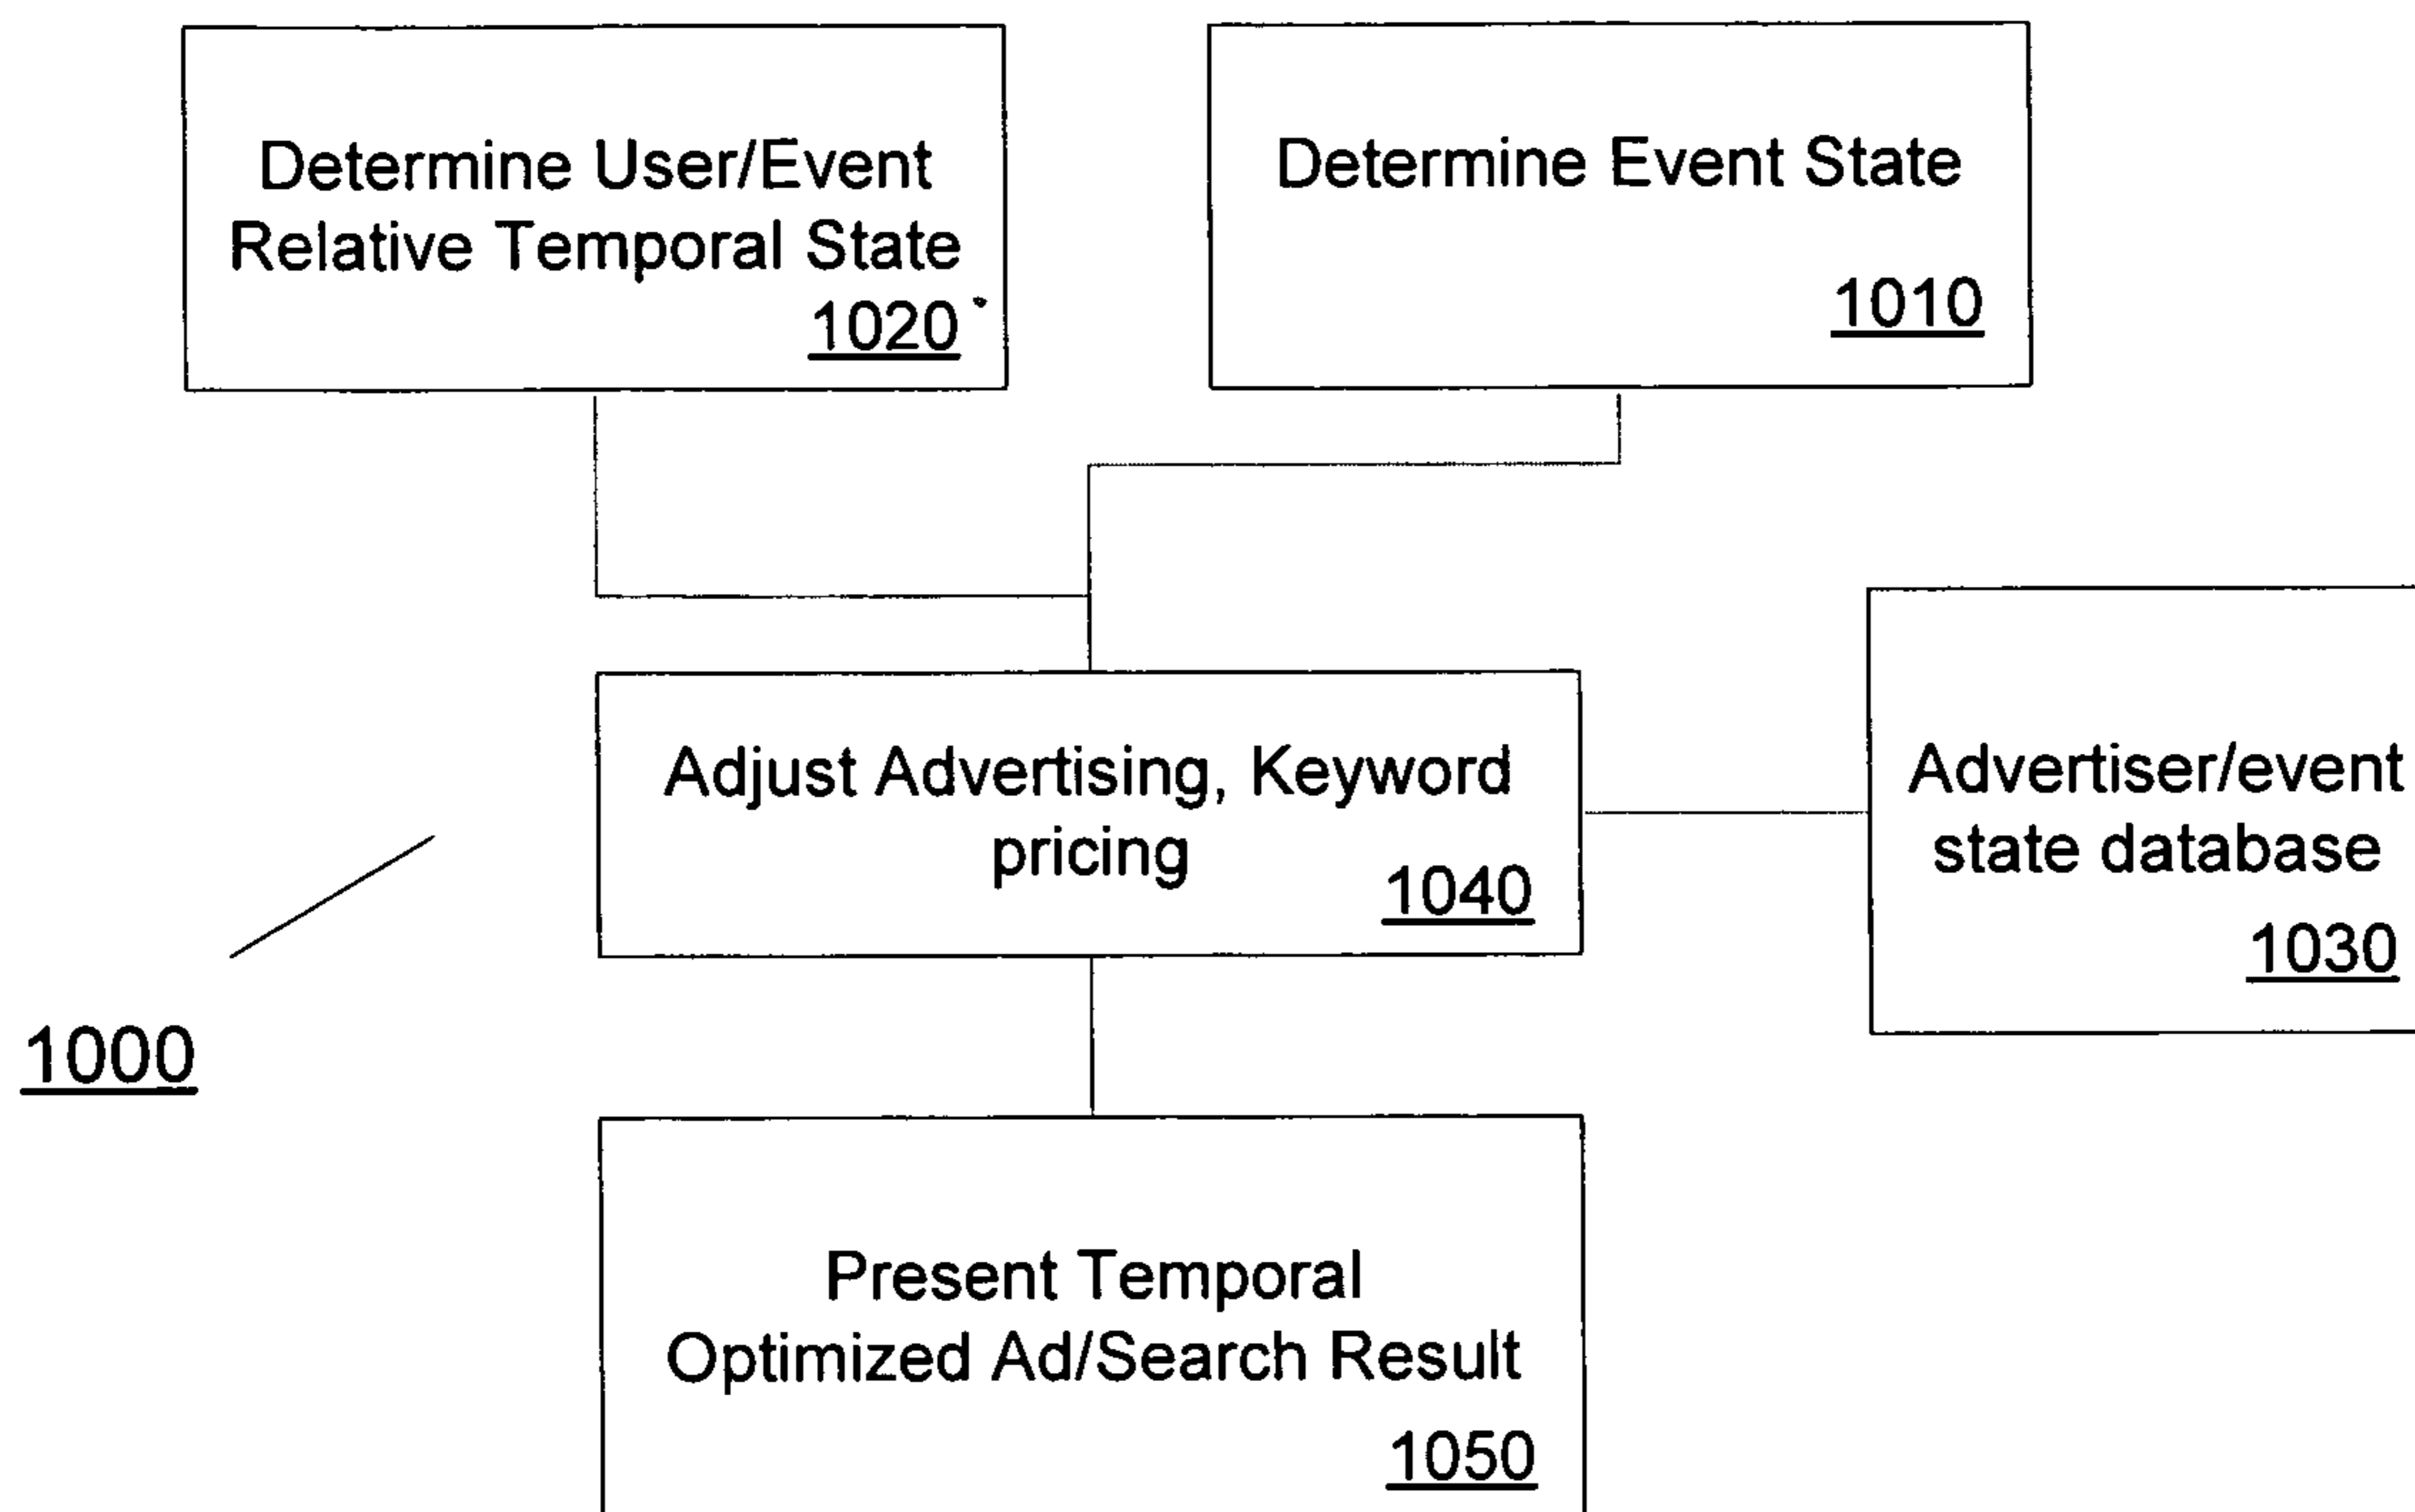 Determine User/Event
Relative Temporal State
1020
Determine Event State
1010
Adjust Advertising, Keyword
pricing
1040
Advertiser/event
state database
1030
1000
Present Temporal
Optimized Ad/Search Result
1050